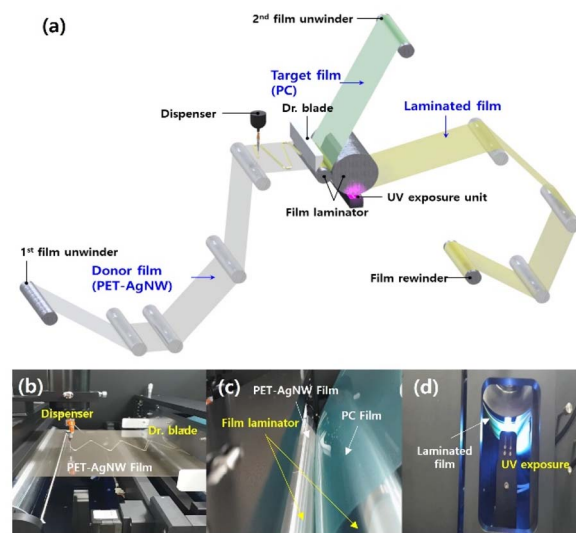 (a)
2nd film unwinder
Target film
(PC)
Dr. blade
Dispenser
Laminated film
Film laminator
UV exposure unit
1st film unwinder
Donor film
(PET-AgNW)
Film rewinder
(b)
Dispenser
Dr. blade
PET-AgNW Film
(c)
PET-AgNW Film
PC Film
Film laminator
(d)
Laminated
film
UV exposure